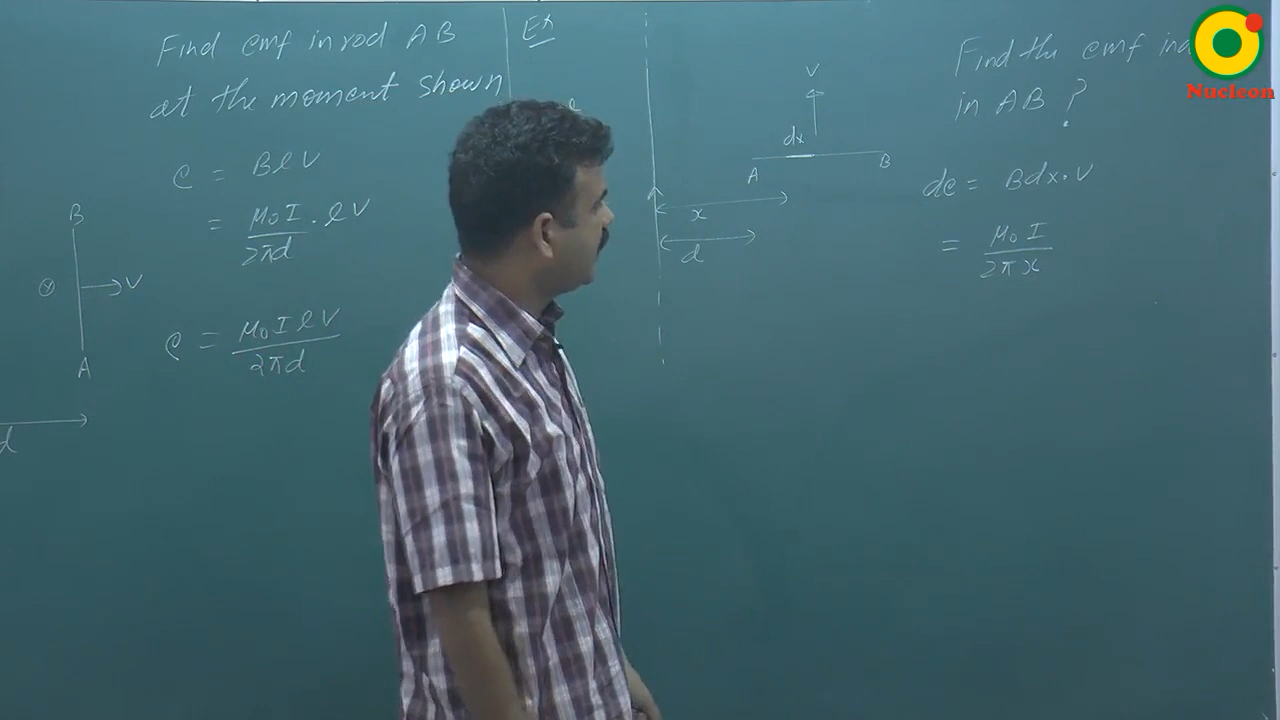 Find emf in rod AB
at the moment shown
e = BlV
= μ₀I/2πd . lV
e = μ₀IlV/2πd
B
⊗
V
A
d
Ex
V
dx
A
B
x
d
Find the emf
in AB ?
de = Bdx.V
= μ₀I/2πx
Nucleon